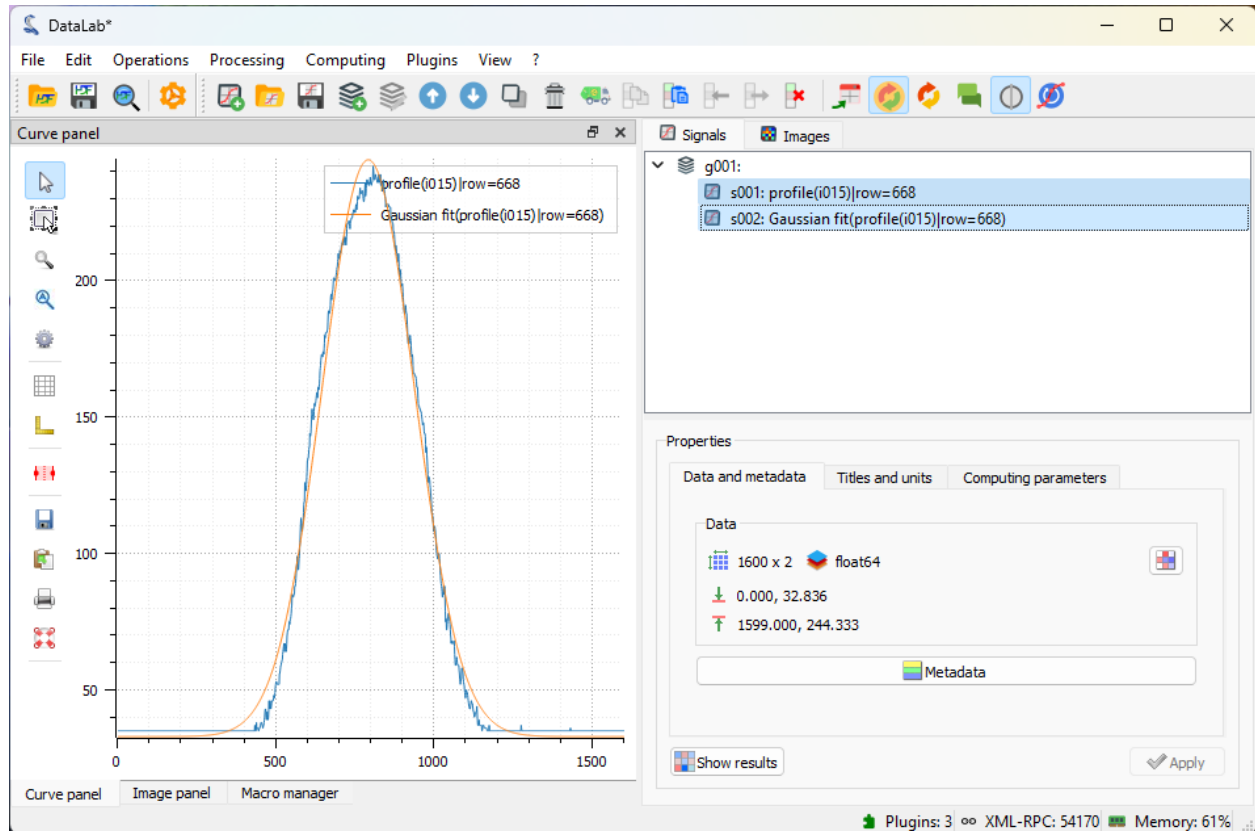 DataLab*
File Edit Operations Processing Computing Plugins View ?
Curve panel
profile(i015)|row=668
Gaussian fit(profile(i015)|row=668)
200
150
100
50
0 500 1000 1500
Curve panel Image panel Macro manager
Signals Images
g001:
s001: profile(i015)|row=668
s002: Gaussian fit(profile(i015)|row=668)
Properties
Data and metadata Titles and units Computing parameters
Data
1600 x 2 float64
0.000, 32.836
1599.000, 244.333
Metadata
Show results Apply
Plugins: 3 XML-RPC: 54170 Memory: 61%